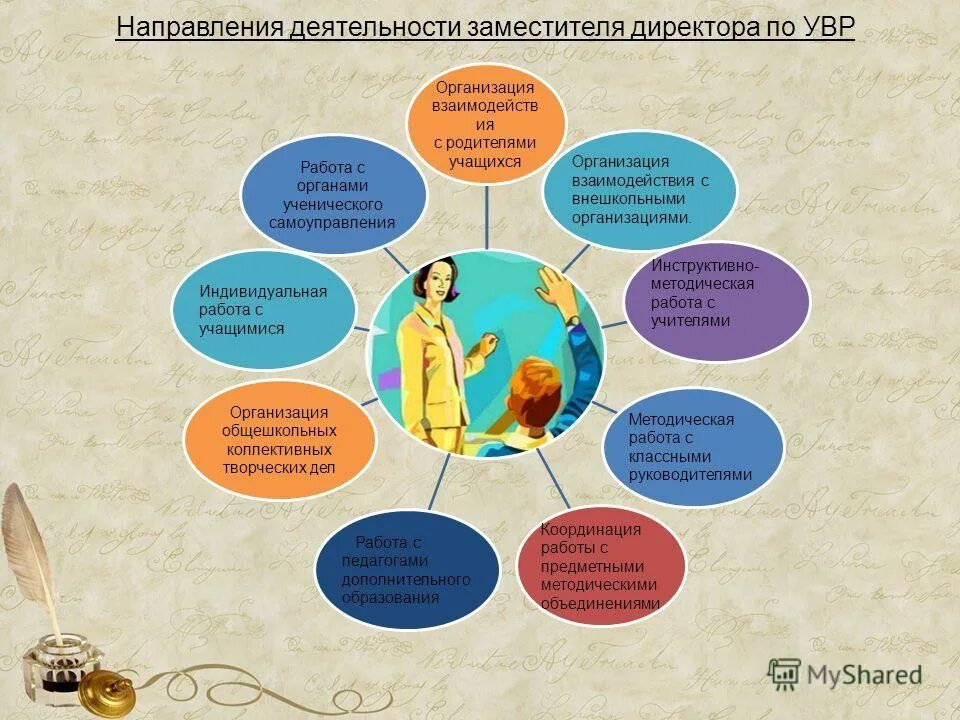 Направления деятельности заместителя директора по УВР
Организация
взаимодейств
ия
с родителями
учащихся
Организация
взаимодействия с
внешкольными
организациями.
Инструктивно-
методическая
работа с
учителями
Методическая
работа с
классными
руководителями
Координация
работы с
предметными
методическими
объединениями
Работа с
педагогами
дополнительного
образования
Организация
общешкольных
коллективных
творческих дел
Индивидуальная
работа с
учащимися
Работа с
органами
ученического
самоуправления
MyShared